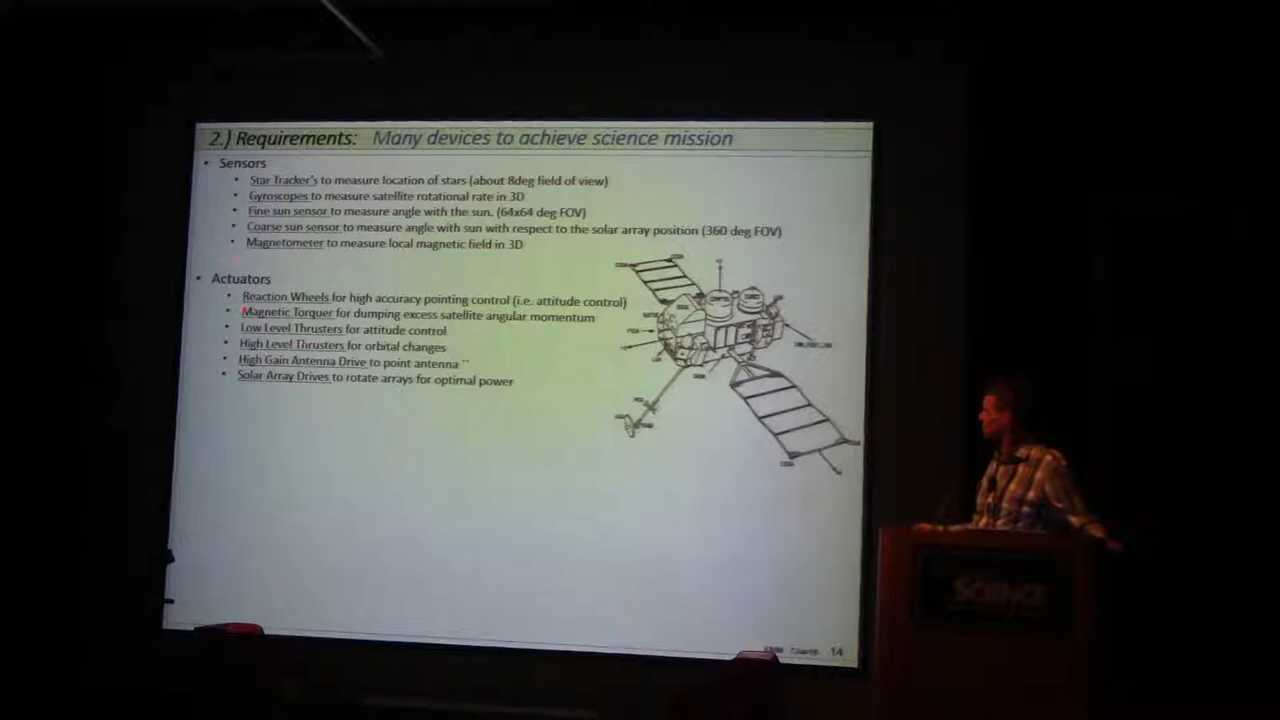 2.) Requirements: Many devices to achieve science mission
• Sensors
• Star Tracker's to measure location of stars (about 8deg field of view)
• Gyroscopes to measure satellite rotational rate in 3D
• Fine sun sensor to measure angle with the sun. (64x64 deg FOV)
• Coarse sun sensor to measure angle with sun with respect to the solar array position (360 deg FOV)
• Magnetometer to measure local magnetic field in 3D
• Actuators
• Reaction Wheels for high accuracy pointing control (i.e. attitude control)
• Magnetic Torquer for dumping excess satellite angular momentum
• Low Level Thrusters for attitude control
• High Level Thrusters for orbital changes
• High Gain Antenna Drive to point antenna
• Solar Array Drives to rotate arrays for optimal power
14
SCIENCE